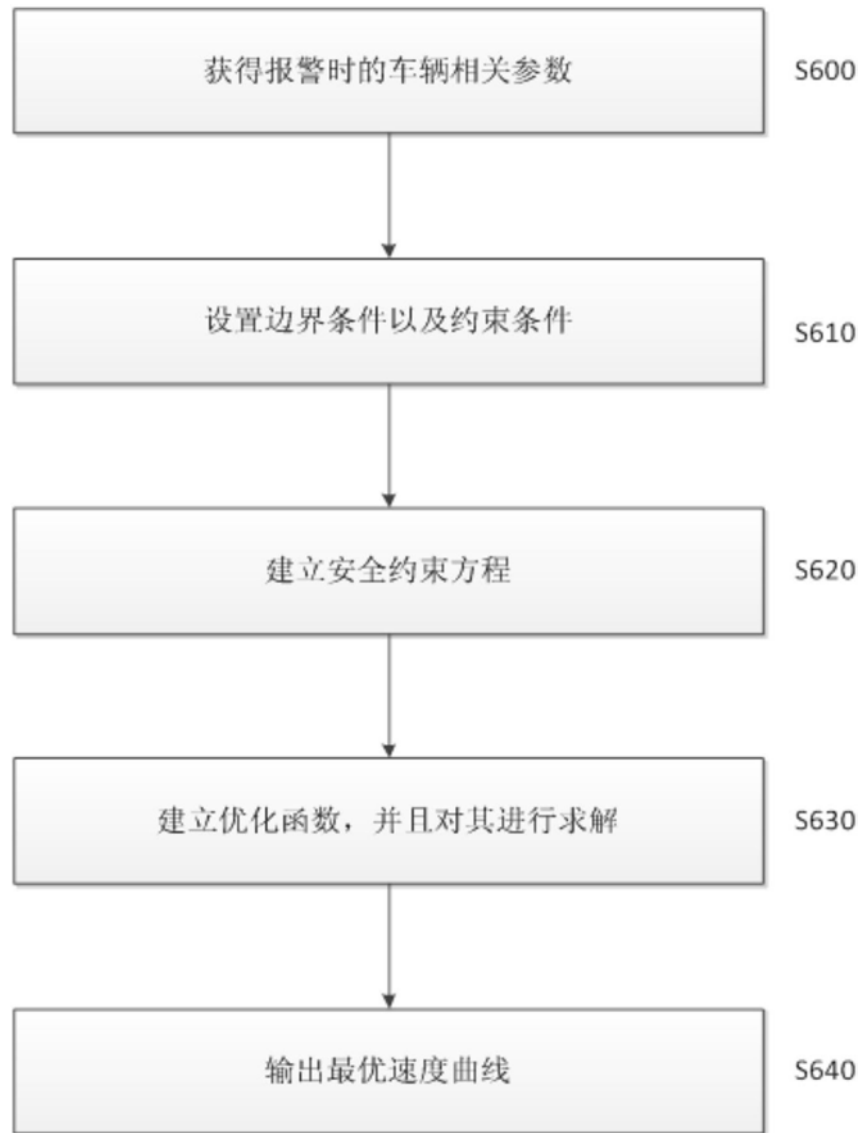 获得报警时的车辆相关参数
S600
设置边界条件以及约束条件
S610
建立安全约束方程
S620
建立优化函数，并且对其进行求解
S630
输出最优速度曲线
S640